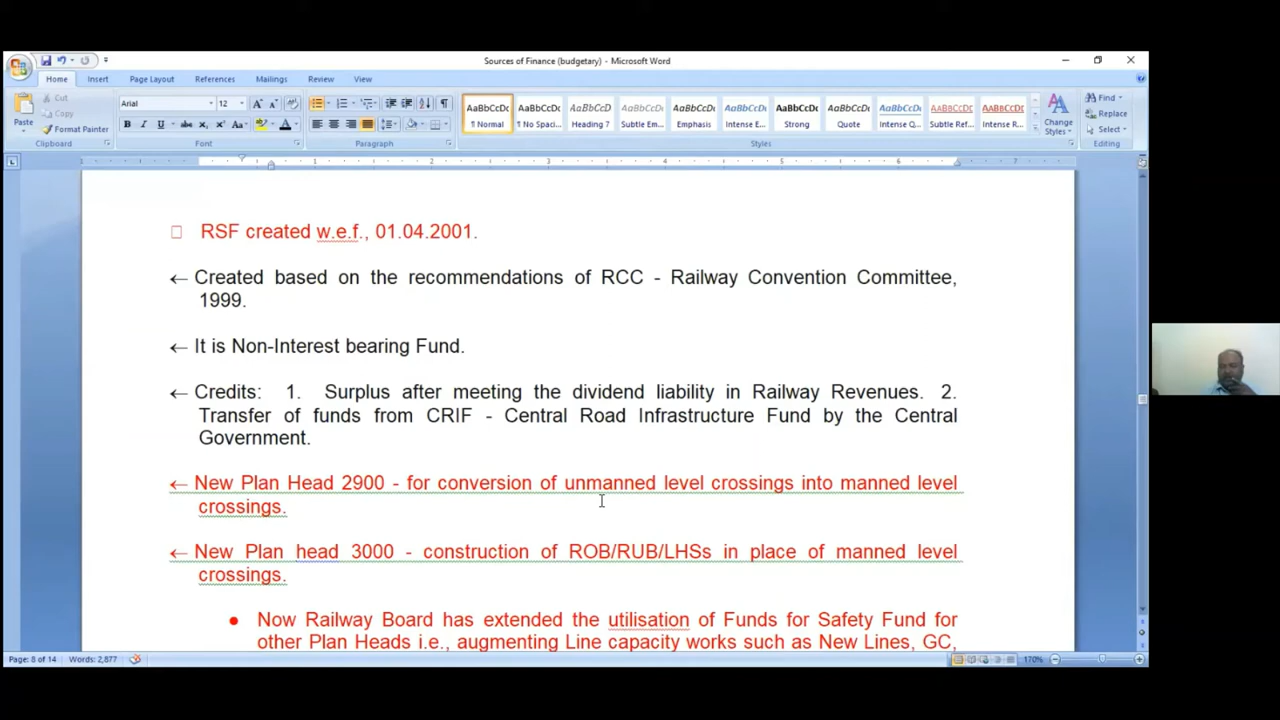 Sources of Finance (budgetary) - Microsoft Word
Home Insert Page Layout References Mailings Review View
Cut
Copy
Format Painter
Paste
Clipboard
Arial 12
Font
Paragraph
AaBbCcDc AaBbCcDc AaBbCcD AaBbCcDc AaBbCcDc AaBbCcDc AaBbCcDc AaBbCcDc AaBbCcDc AaBbCcDc AaBbCcDc
¶ Normal ¶ No Spaci... Heading 7 Subtle Em... Emphasis Intense E... Strong Quote Intense Q... Subtle Ref... Intense R...
Styles
Change Styles
Find
Replace
Select
Editing
RSF created w.e.f., 01.04.2001.
← Created based on the recommendations of RCC - Railway Convention Committee,
1999.
← It is Non-Interest bearing Fund.
← Credits: 1. Surplus after meeting the dividend liability in Railway Revenues. 2.
Transfer of funds from CRIF - Central Road Infrastructure Fund by the Central
Government.
← New Plan Head 2900 - for conversion of unmanned level crossings into manned level
crossings.
← New Plan head 3000 - construction of ROB/RUB/LHSs in place of manned level
crossings.
● Now Railway Board has extended the utilisation of Funds for Safety Fund for
other Plan Heads i.e., augmenting Line capacity works such as New Lines, GC,
Page: 8 of 14 Words: 2,877 170%